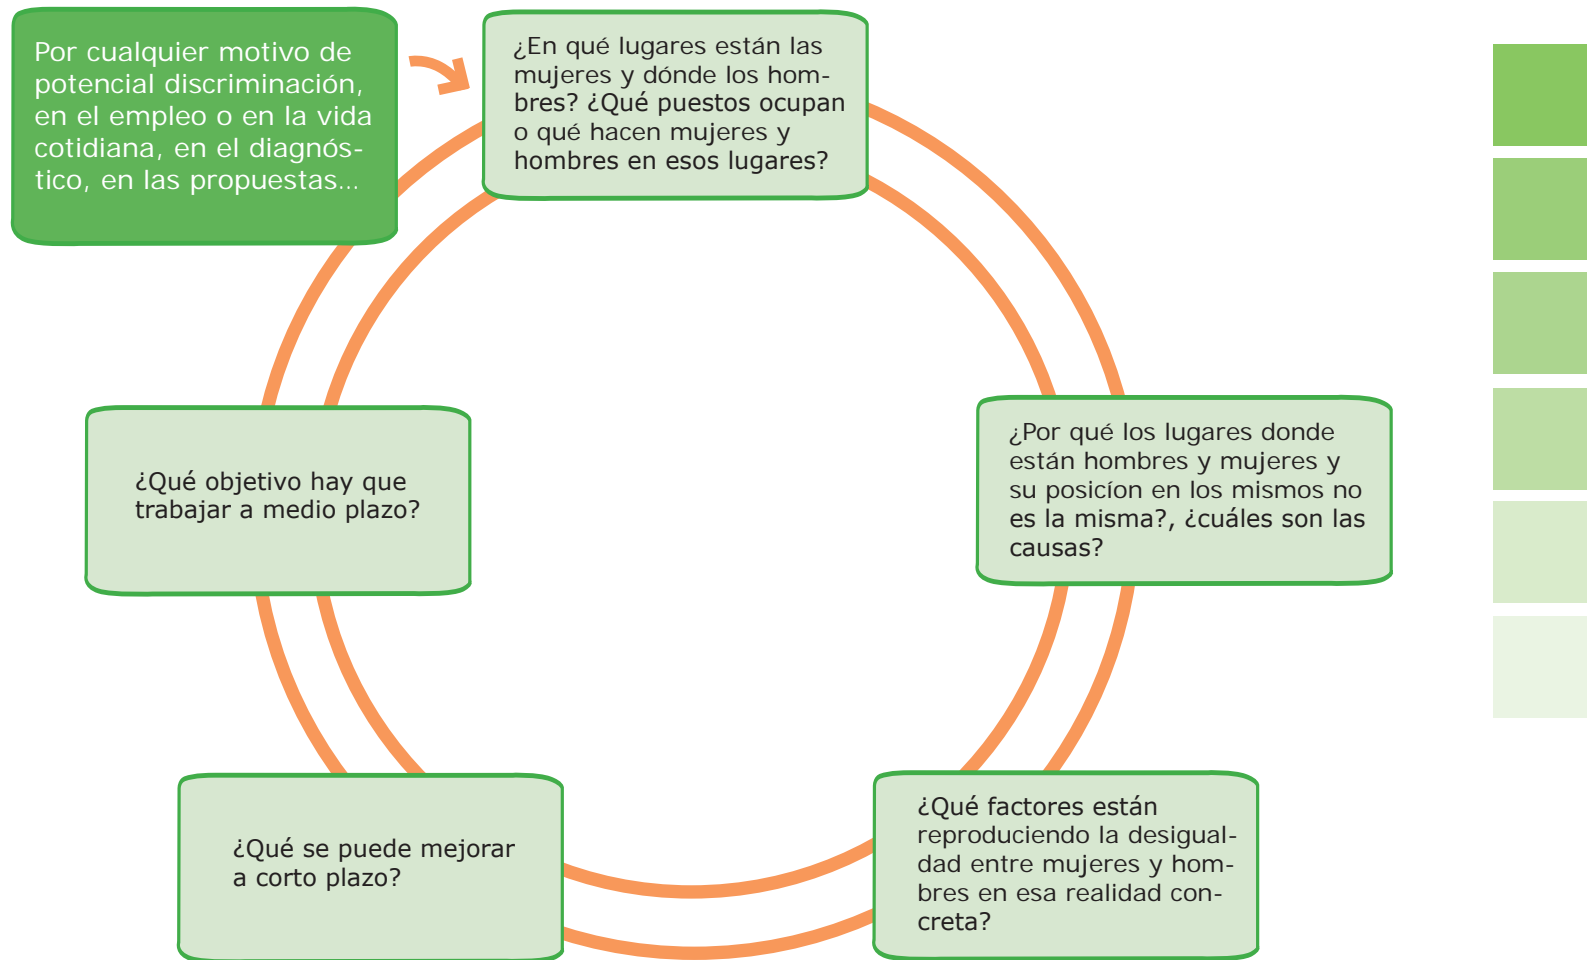 Por cualquier motivo de
potencial discriminación,
en el empleo o en la vida
cotidiana, en el diagnós-
tico, en las propuestas...
¿En qué lugares están las
mujeres y dónde los hom-
bres? ¿Qué puestos ocupan
o qué hacen mujeres y
hombres en esos lugares?
¿Por qué los lugares donde
están hombres y mujeres y
su posicíon en los mismos no
es la misma?, ¿cuáles son las
causas?
¿Qué factores están
reproduciendo la desigual-
dad entre mujeres y hom-
bres en esa realidad con-
creta?
¿Qué se puede mejorar
a corto plazo?
¿Qué objetivo hay que
trabajar a medio plazo?